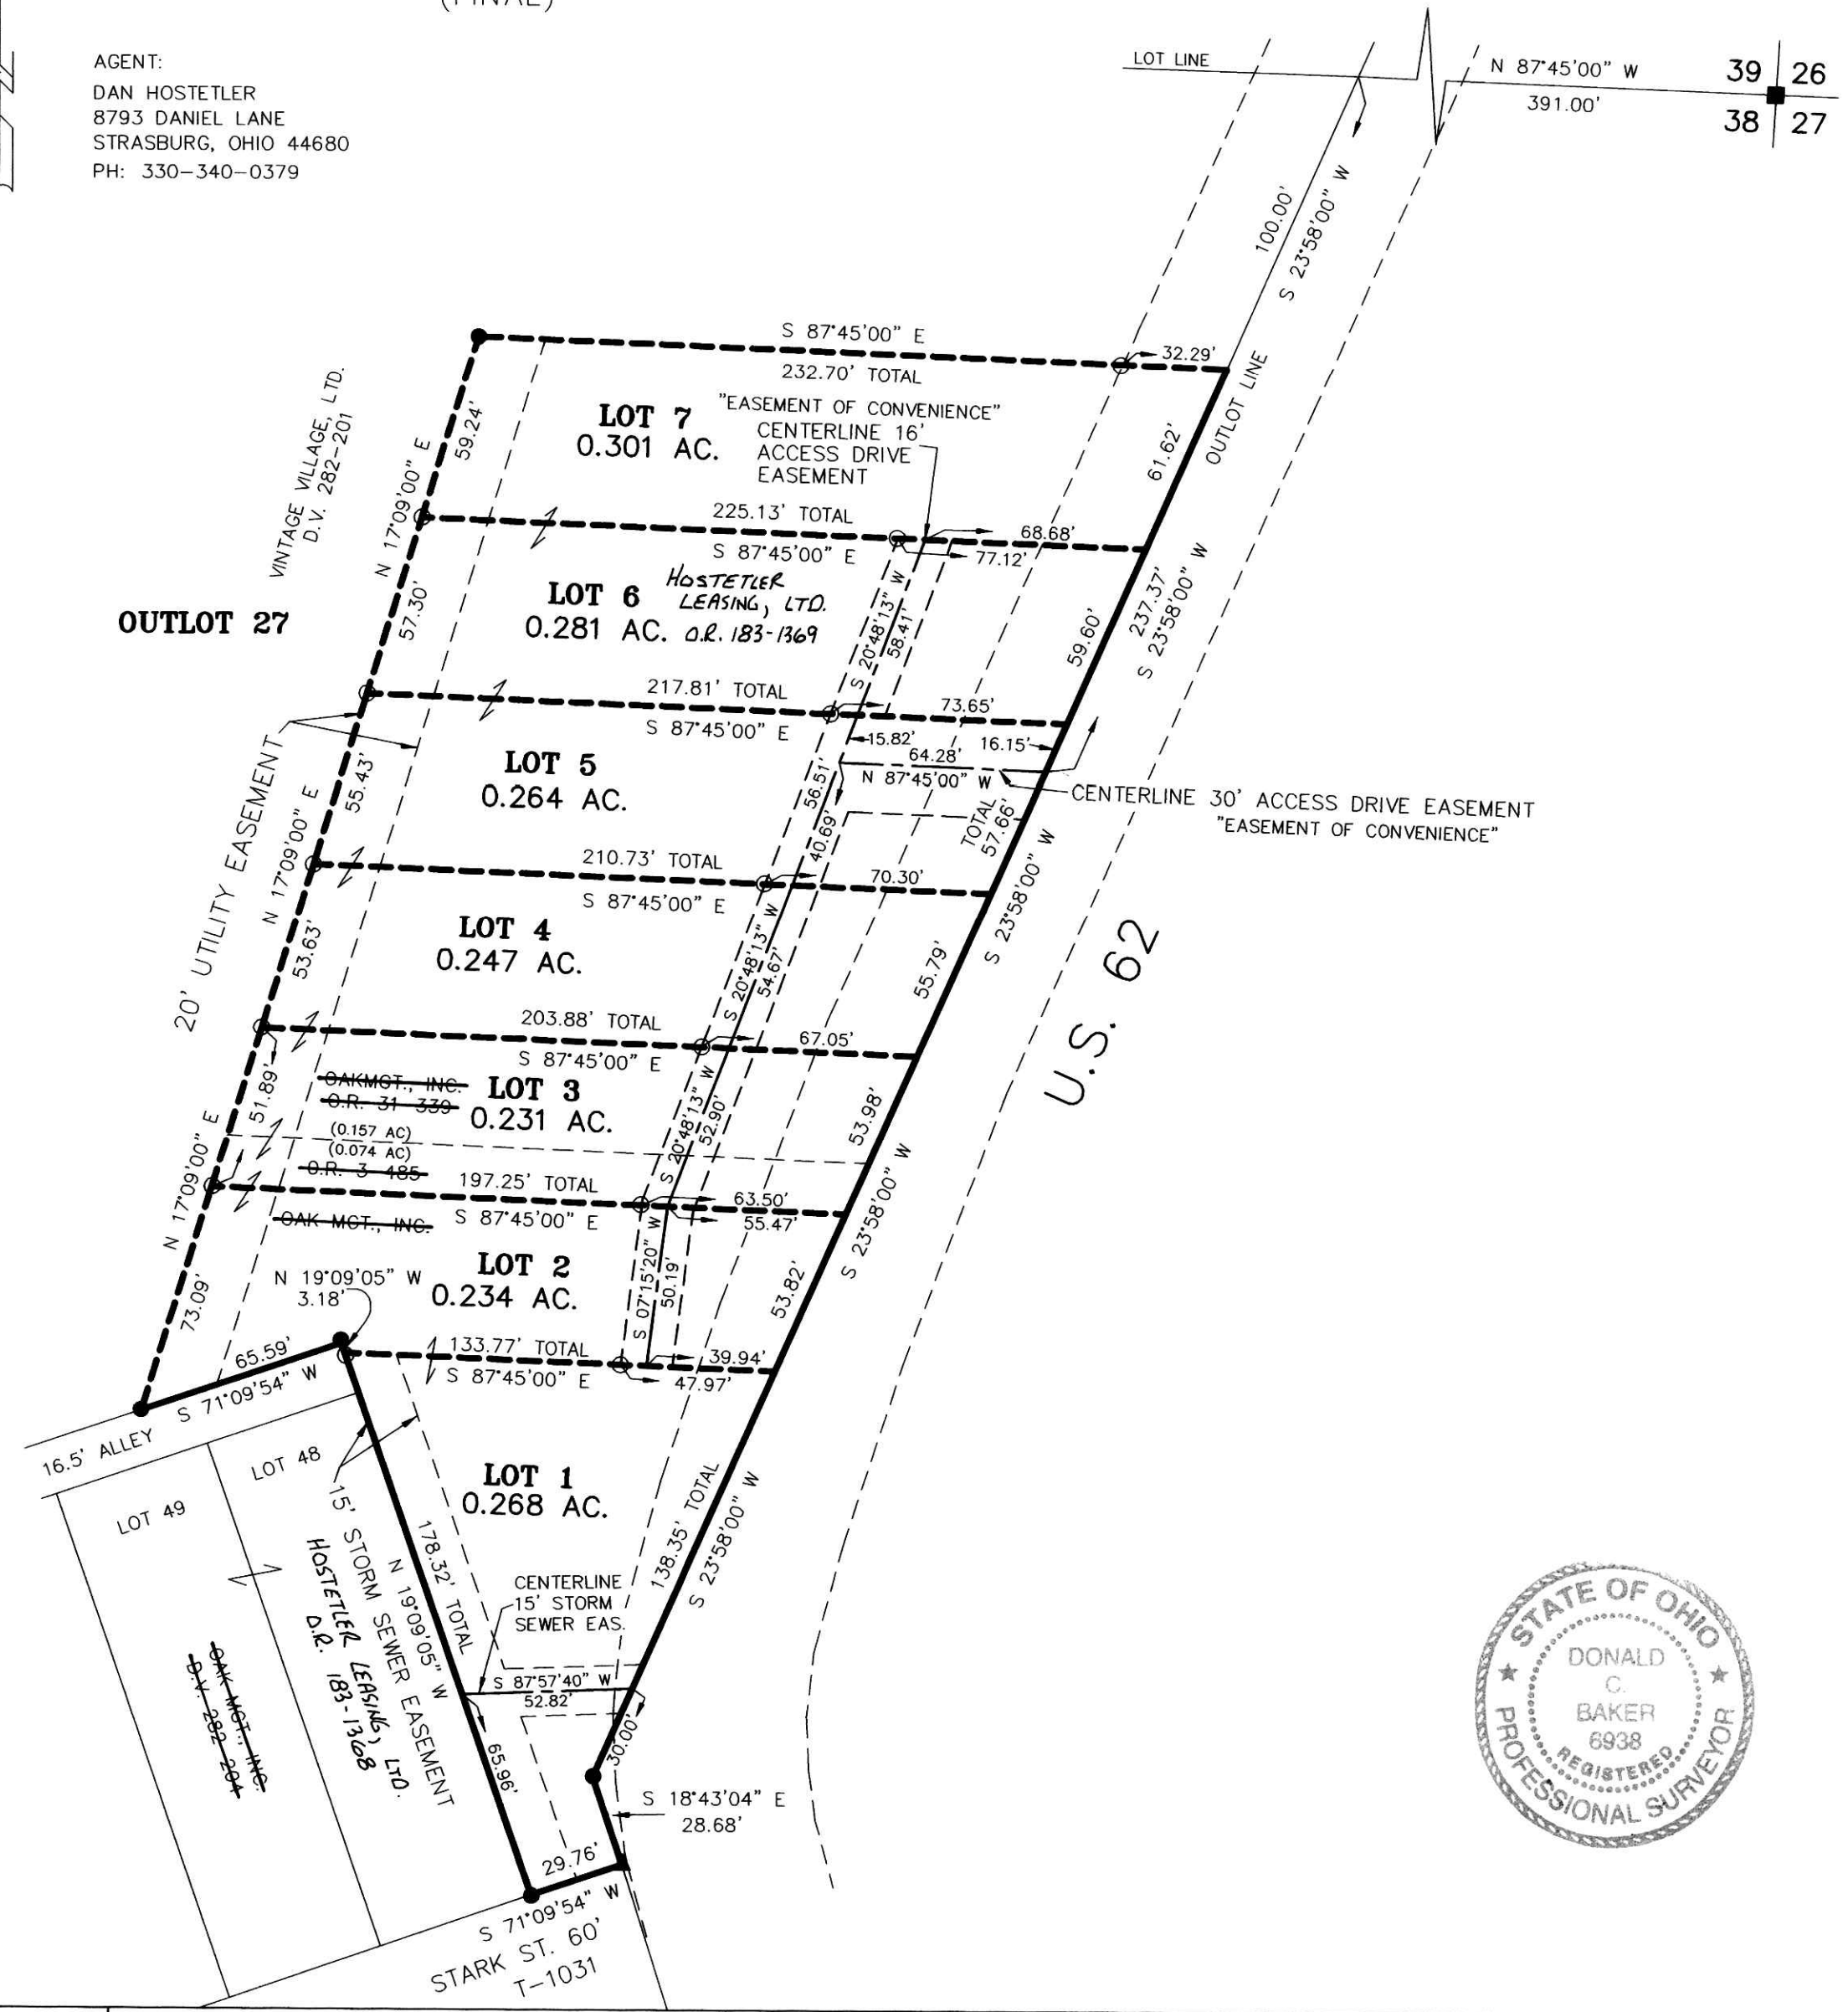 (FINAL)
AGENT:
DAN HOSTETLER
8793 DANIEL LANE
STRASBURG, OHIO 44680
PH: 330-340-0379
LOT LINE
N 87°45'00" W
391.00'
39 26
38 27
100.00'
S 23°58'00" W
S 87°45'00" E
232.70' TOTAL
32.29'
OUTLOT LINE
VINTAGE VILLAGE, LTD.
D.V. 282-201
N 17°09'00" E
59.24'
LOT 7
0.301 AC.
"EASEMENT OF CONVENIENCE"
CENTERLINE 16'
ACCESS DRIVE
EASEMENT
61.62'
225.13' TOTAL
S 87°45'00" E
68.68'
77.12'
OUTLOT 27
57.30'
LOT 6
0.281 AC.
HOSTETLER
LEASING, LTD.
O.R. 183-1369
S 20°48'13" W
58.41'
59.60'
237.37'
S 23°58'00" W
217.81' TOTAL
S 87°45'00" E
73.65'
15.82'
16.15'
64.28'
N 87°45'00" W
20' UTILITY EASEMENT
N 17°09'00" E
55.43'
LOT 5
0.264 AC.
56.51'
40.69'
TOTAL
57.66'
CENTERLINE 30' ACCESS DRIVE EASEMENT
"EASEMENT OF CONVENIENCE"
S 23°58'00" W
210.73' TOTAL
S 87°45'00" E
70.30'
53.63'
LOT 4
0.247 AC.
S 20°48'13" W
54.67'
55.79'
U.S. 62
203.88' TOTAL
S 87°45'00" E
67.05'
N 17°09'00" E
51.89'
OAKMGT., INC.
O.R. 31-339
LOT 3
0.231 AC.
(0.157 AC)
(0.074 AC)
O.R. 3-485
S 20°48'13" W
52.90'
53.98'
S 23°58'00" W
197.25' TOTAL
S 87°45'00" E
63.50'
55.47'
OAK MGT., INC.
73.09'
N 19°09'05" W
3.18'
LOT 2
0.234 AC.
S 07°15'20" W
50.19'
53.82'
65.59'
S 71°09'54" W
133.77' TOTAL
S 87°45'00" E
39.94'
47.97'
16.5' ALLEY
LOT 48
LOT 49
LOT 1
0.268 AC.
138.35' TOTAL
S 23°58'00" W
178.32' TOTAL
N 19°09'05" W
15' STORM SEWER EASEMENT
HOSTETLER LEASING, LTD.
O.R. 183-1368
OAK MGT., INC.
D.V. 282-204
CENTERLINE
15' STORM
SEWER EAS.
S 87°57'40" W
52.82'
65.96'
30.00'
S 18°43'04" E
28.68'
29.76'
S 71°09'54" W
STARK ST. 60'
T-1031
STATE OF OHIO
DONALD
C.
BAKER
6938
REGISTERED
PROFESSIONAL SURVEYOR